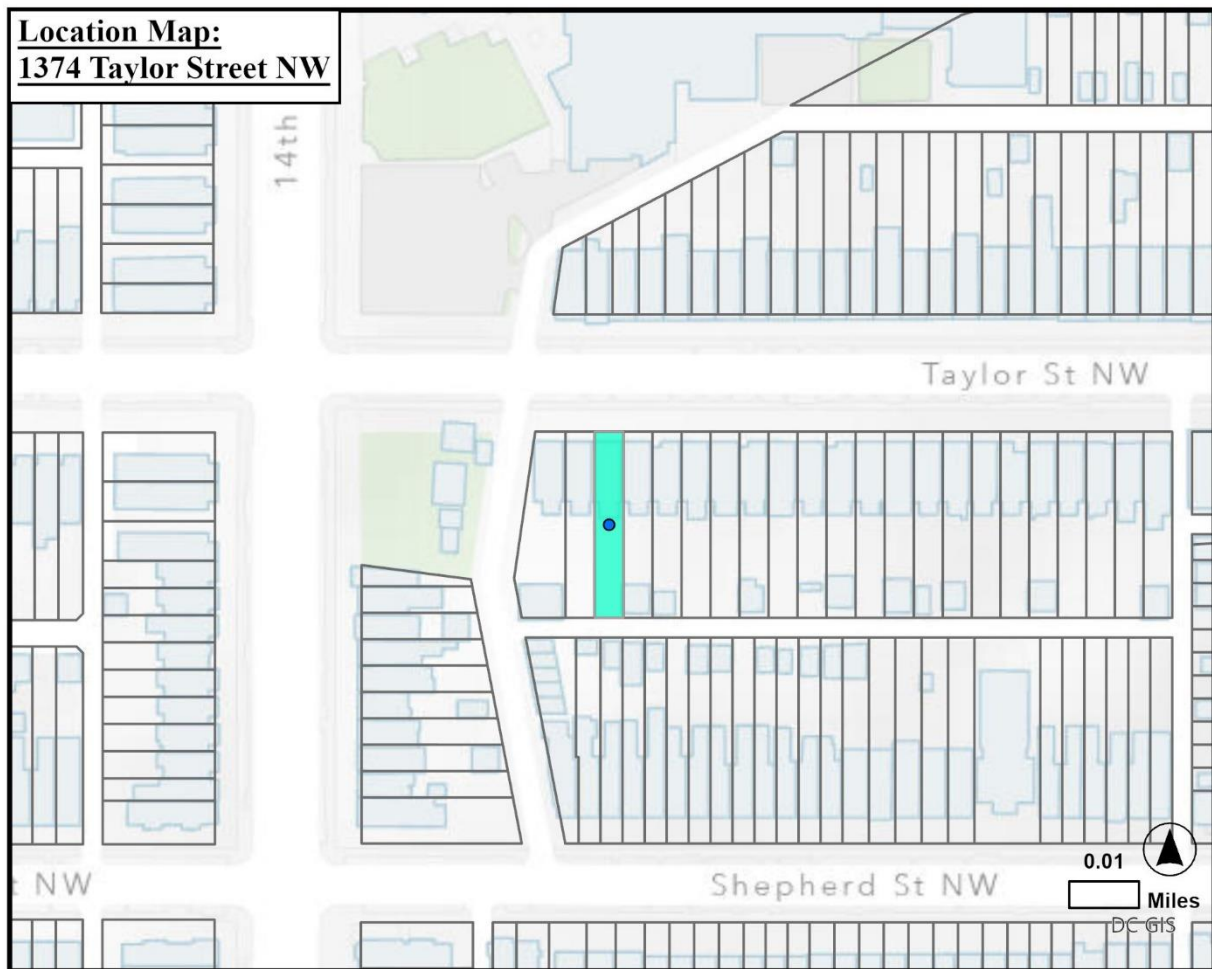 Location Map:
1374 Taylor Street NW
14th
Taylor St NW
t NW
Shepherd St NW
0.01
Miles
DC GIS